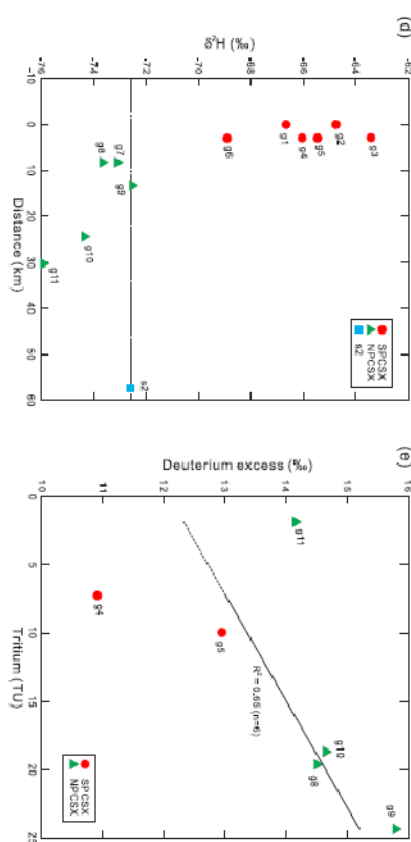 (d)
δ²H (‰)
-62
-64
-66
-68
-72
-74
-76
-10
0
10
20
30
40
50
60
Distance (km)
g3
g2
g5
g4
g1
g6
g9
g7
g8
g10
g11
s2
SPCSX
NPCSX
s2
(e)
Deuterium excess (‰)
16
15
14
13
12
11
10
0
5
10
15
20
25
Tritium (TU)
g11
g4
g5
g10
g8
g9
R² = 0.65 (n=6)
SPCSX
NPCSX